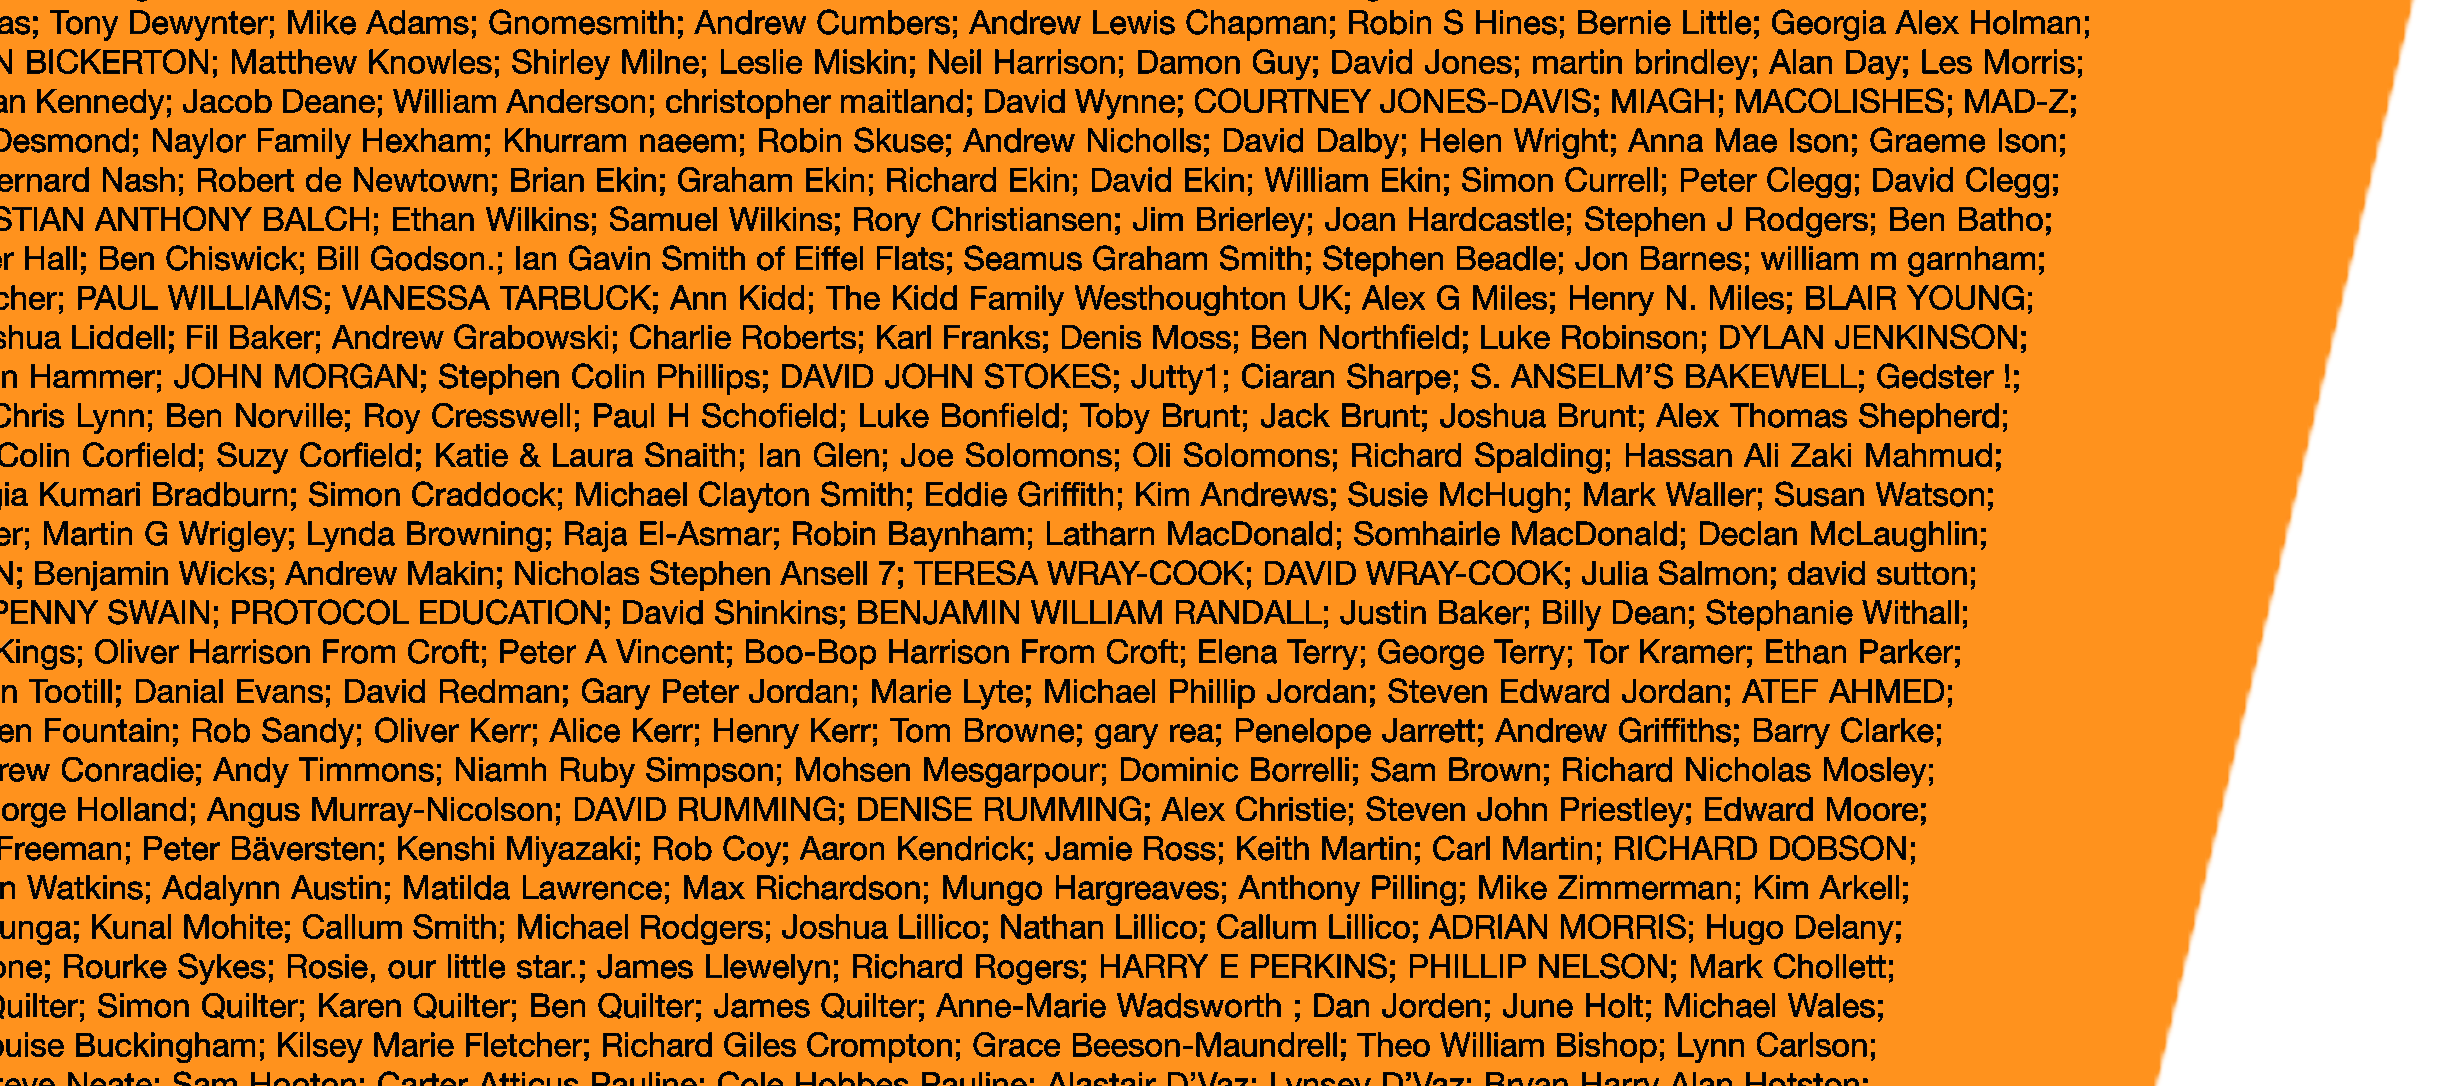 Tony Dewynter; Mike Adams; Gnomesmith; Andrew Cumbers; Andrew Lewis Chapman; Robin S Hines; Bernie Little; Georgia Alex Holman;
BICKERTON; Matthew Knowles; Shirley Milne; Leslie Miskin; Neil Harrison; Damon Guy; David Jones; martin brindley; Alan Day; Les Morris;
Kennedy; Jacob Deane; William Anderson; christopher maitland; David Wynne; COURTNEY JONES-DAVIS; MIAGH; MACOLISHES; MAD-Z;
Desmond; Naylor Family Hexham; Khurram naeem; Robin Skuse; Andrew Nicholls; David Dalby; Helen Wright; Anna Mae Ison; Graeme Ison;
Nash; Robert de Newtown; Brian Ekin; Graham Ekin; Richard Ekin; David Ekin; William Ekin; Simon Currell; Peter Clegg; David Clegg;
ANTHONY BALCH; Ethan Wilkins; Samuel Wilkins; Rory Christiansen; Jim Brierley; Joan Hardcastle; Stephen J Rodgers; Ben Batho;
Hall; Ben Chiswick; Bill Godson.; Ian Gavin Smith of Eiffel Flats; Seamus Graham Smith; Stephen Beadle; Jon Barnes; william m garnham;
PAUL WILLIAMS; VANESSA TARBUCK; Ann Kidd; The Kidd Family Westhoughton UK; Alex G Miles; Henry N. Miles; BLAIR YOUNG;
Liddell; Fil Baker; Andrew Grabowski; Charlie Roberts; Karl Franks; Denis Moss; Ben Northfield; Luke Robinson; DYLAN JENKINSON;
Hammer; JOHN MORGAN; Stephen Colin Phillips; DAVID JOHN STOKES; Jutty1; Ciaran Sharpe; S. ANSELM'S BAKEWELL; Gedster !;
Chris Lynn; Ben Norville; Roy Cresswell; Paul H Schofield; Luke Bonfield; Toby Brunt; Jack Brunt; Joshua Brunt; Alex Thomas Shepherd;
Colin Corfield; Suzy Corfield; Katie & Laura Snaith; Ian Glen; Joe Solomons; Oli Solomons; Richard Spalding; Hassan Ali Zaki Mahmud;
Kumari Bradburn; Simon Craddock; Michael Clayton Smith; Eddie Griffith; Kim Andrews; Susie McHugh; Mark Waller; Susan Watson;
Martin G Wrigley; Lynda Browning; Raja El-Asmar; Robin Baynham; Latharn MacDonald; Somhairle MacDonald; Declan McLaughlin;
Benjamin Wicks; Andrew Makin; Nicholas Stephen Ansell 7; TERESA WRAY-COOK; DAVID WRAY-COOK; Julia Salmon; david sutton;
PENNY SWAIN; PROTOCOL EDUCATION; David Shinkins; BENJAMIN WILLIAM RANDALL; Justin Baker; Billy Dean; Stephanie Withall;
Kings; Oliver Harrison From Croft; Peter A Vincent; Boo-Bop Harrison From Croft; Elena Terry; George Terry; Tor Kramer; Ethan Parker;
Tootill; Danial Evans; David Redman; Gary Peter Jordan; Marie Lyte; Michael Phillip Jordan; Steven Edward Jordan; ATEF AHMED;
Fountain; Rob Sandy; Oliver Kerr; Alice Kerr; Henry Kerr; Tom Browne; gary rea; Penelope Jarrett; Andrew Griffiths; Barry Clarke;
Conradie; Andy Timmons; Niamh Ruby Simpson; Mohsen Mesgarpour; Dominic Borrelli; Sam Brown; Richard Nicholas Mosley;
Holland; Angus Murray-Nicolson; DAVID RUMMING; DENISE RUMMING; Alex Christie; Steven John Priestley; Edward Moore;
Freeman; Peter Bäversten; Kenshi Miyazaki; Rob Coy; Aaron Kendrick; Jamie Ross; Keith Martin; Carl Martin; RICHARD DOBSON;
Watkins; Adalynn Austin; Matilda Lawrence; Max Richardson; Mungo Hargreaves; Anthony Pilling; Mike Zimmerman; Kim Arkell;
Kunal Mohite; Callum Smith; Michael Rodgers; Joshua Lillico; Nathan Lillico; Callum Lillico; ADRIAN MORRIS; Hugo Delany;
Rourke Sykes; Rosie, our little star.; James Llewelyn; Richard Rogers; HARRY E PERKINS; PHILLIP NELSON; Mark Chollett;
Quilter; Simon Quilter; Karen Quilter; Ben Quilter; James Quilter; Anne-Marie Wadsworth ; Dan Jorden; June Holt; Michael Wales;
Buckingham; Kilsey Marie Fletcher; Richard Giles Crompton; Grace Beeson-Maundrell; Theo William Bishop; Lynn Carlson;
Neate; Sam Hooton; Carter Atticus Pauline; Cole Hobbes Pauline; Alastair D'Vaz; Lynsey D'Vaz; Bryan Harry Alan Hotston;